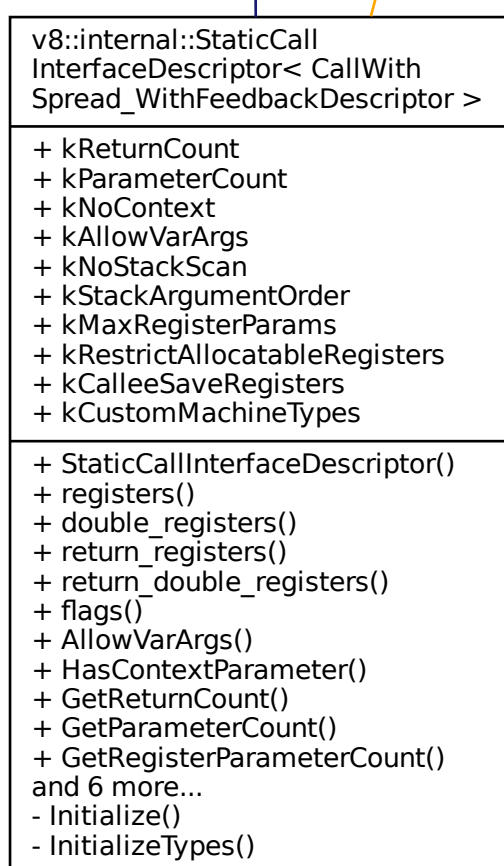 v8::internal::StaticCall
InterfaceDescriptor< CallWith
Spread_WithFeedbackDescriptor >
+ kReturnCount
+ kParameterCount
+ kNoContext
+ kAllowVarArgs
+ kNoStackScan
+ kStackArgumentOrder
+ kMaxRegisterParams
+ kRestrictAllocatableRegisters
+ kCalleeSaveRegisters
+ kCustomMachineTypes
+ StaticCallInterfaceDescriptor()
+ registers()
+ double_registers()
+ return_registers()
+ return_double_registers()
+ flags()
+ AllowVarArgs()
+ HasContextParameter()
+ GetReturnCount()
+ GetParameterCount()
+ GetRegisterParameterCount()
and 6 more...
- Initialize()
- InitializeTypes()